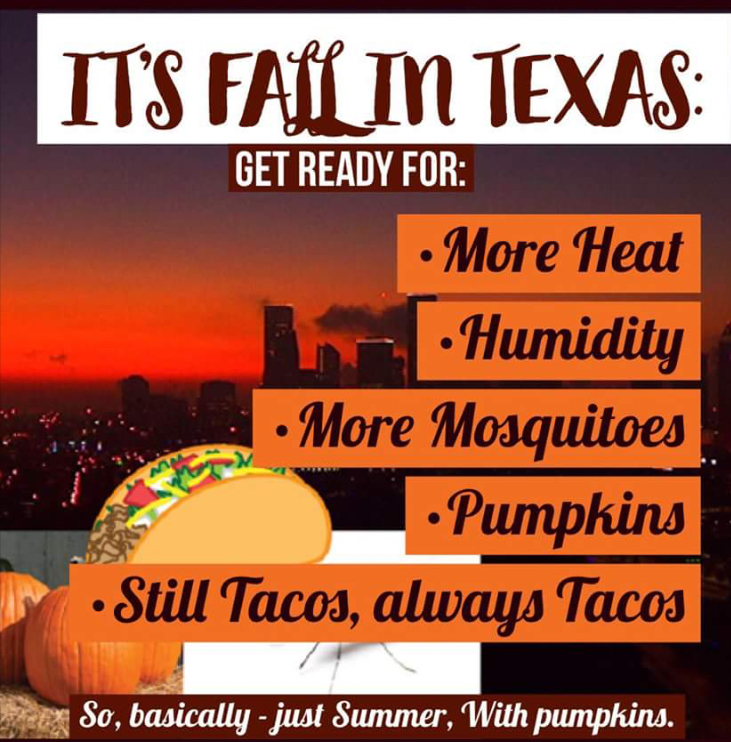 IT'S FALL IN TEXAS:
GET READY FOR:
• More Heat
• Humidity
• More Mosquitoes
• Pumpkins
• Still Tacos, always Tacos
So, basically - just Summer, With pumpkins.